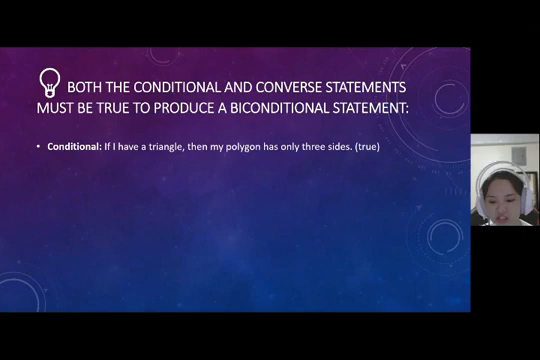 BOTH THE CONDITIONAL AND CONVERSE STATEMENTS
MUST BE TRUE TO PRODUCE A BICONDITIONAL STATEMENT:
• Conditional: If I have a triangle, then my polygon has only three sides. (true)